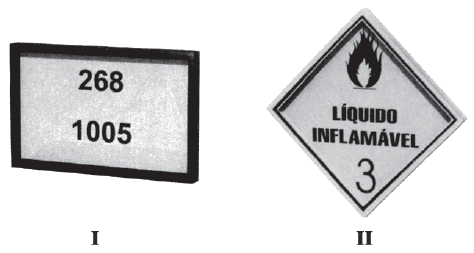 268
1005
LÍQUIDO
INFLAMÁVEL
3
I
II